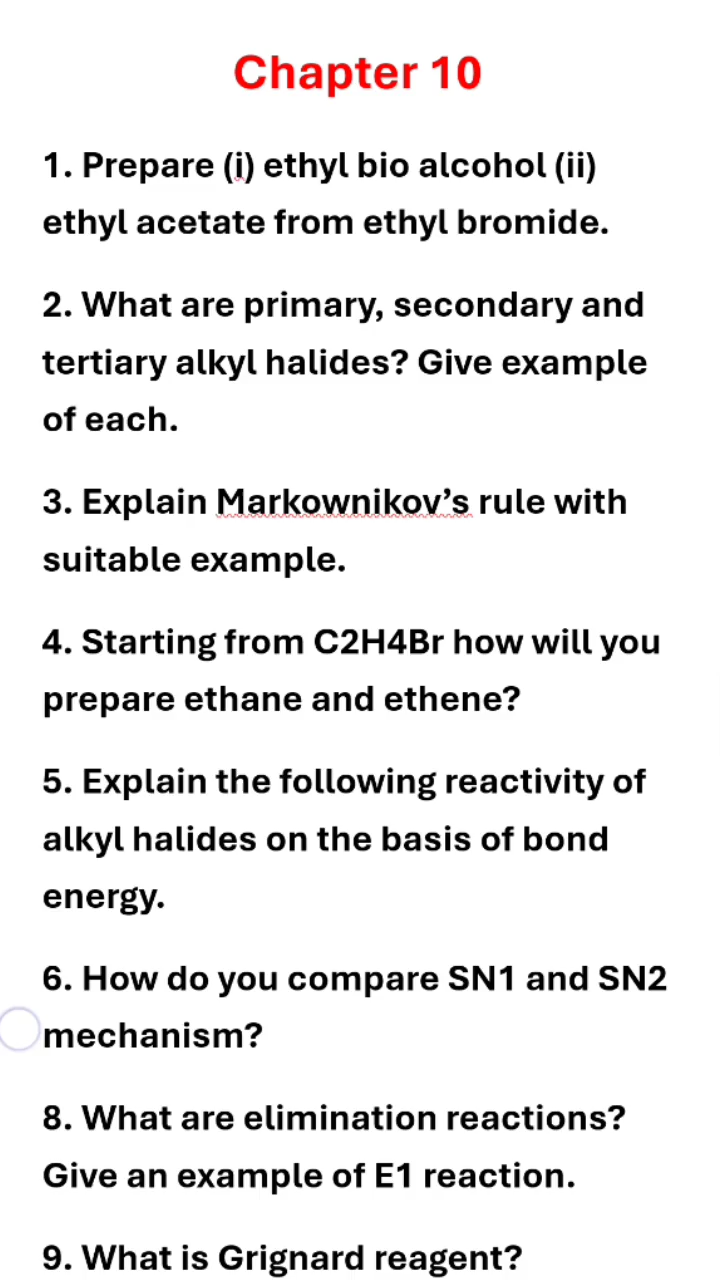 Chapter 10
1. Prepare (i) ethyl bio alcohol (ii)
ethyl acetate from ethyl bromide.
2. What are primary, secondary and
tertiary alkyl halides? Give example
of each.
3. Explain Markownikov’s rule with
suitable example.
4. Starting from C2H4Br how will you
prepare ethane and ethene?
5. Explain the following reactivity of
alkyl halides on the basis of bond
energy.
6. How do you compare SN1 and SN2
mechanism?
8. What are elimination reactions?
Give an example of E1 reaction.
9. What is Grignard reagent?